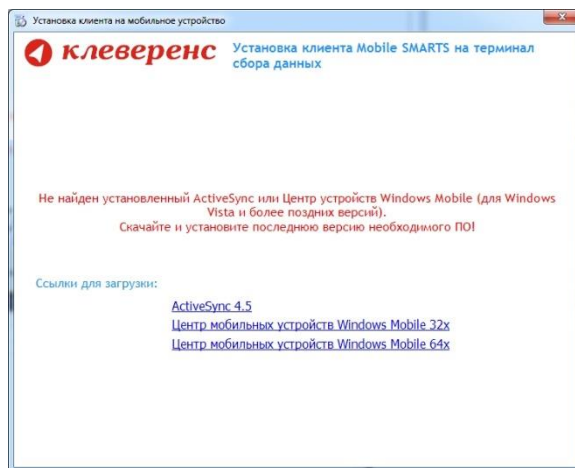 Установка клиента на мобильное устройство
клеверенс
Установка клиента Mobile SMARTS на терминал
сбора данных
Не найден установленный ActiveSync или Центр устройств Windows Mobile (для Windows
Vista и более поздних версий).
Скачайте и установите последнюю версию необходимого ПО!
Ссылки для загрузки:
ActiveSync 4.5
Центр мобильных устройств Windows Mobile 32x
Центр мобильных устройств Windows Mobile 64x